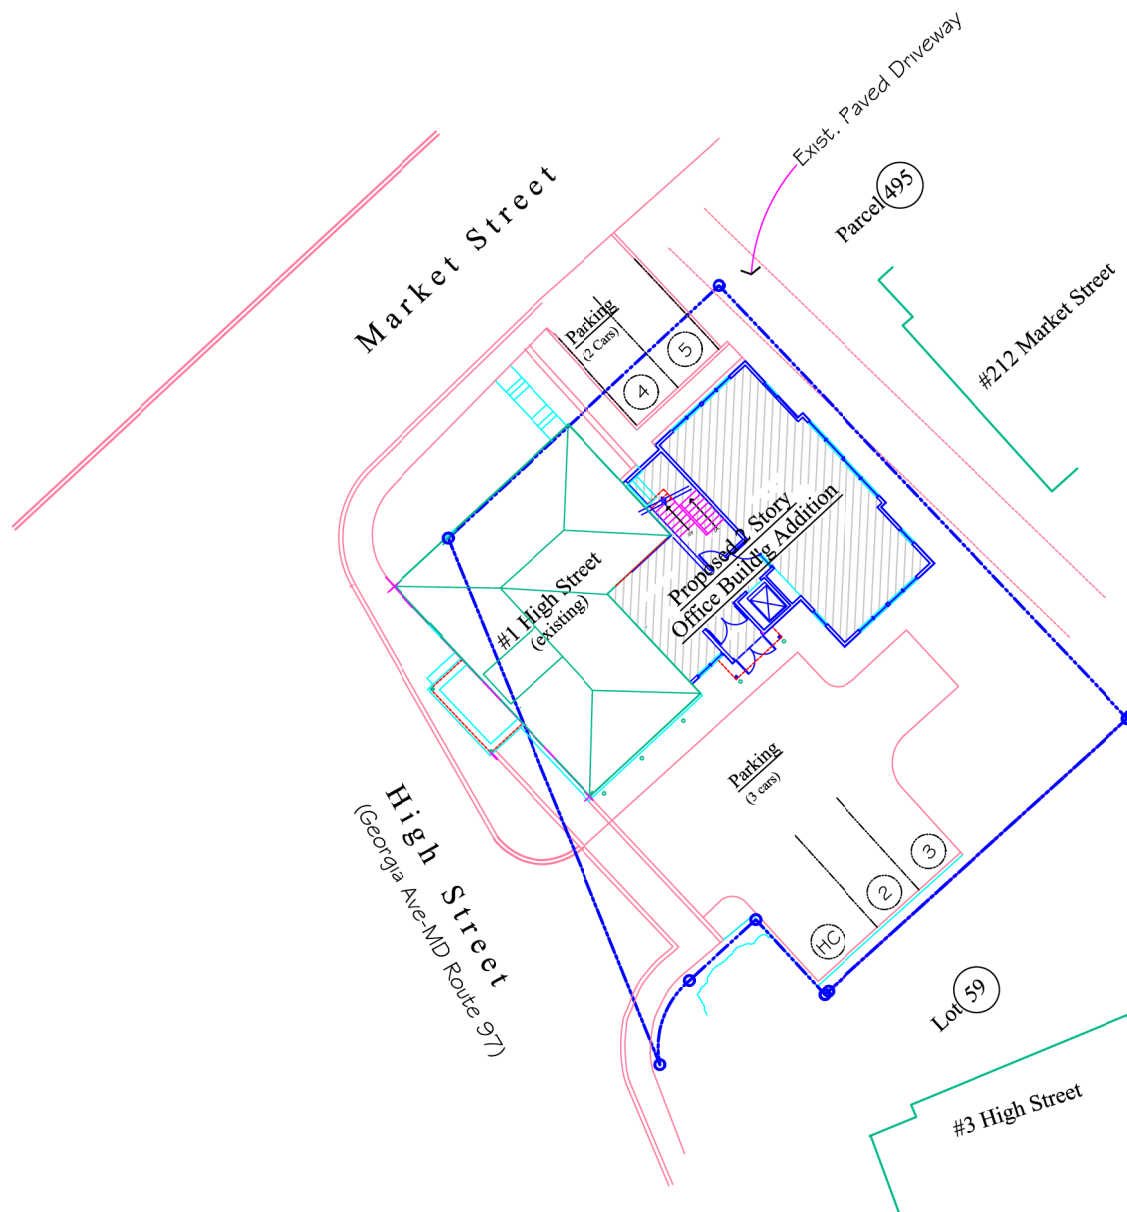 Exist. Paved Driveway
Parcel 495
Market Street
#212 Market Street
Parking
(2 Cars)
5
4
Proposed 2 Story
Office Build'g Addition
#1 High Street
(existing)
Parking
(3 cars)
3
2
HC
High Street
(Georgia Ave-MD Route 97)
Lot 59
#3 High Street